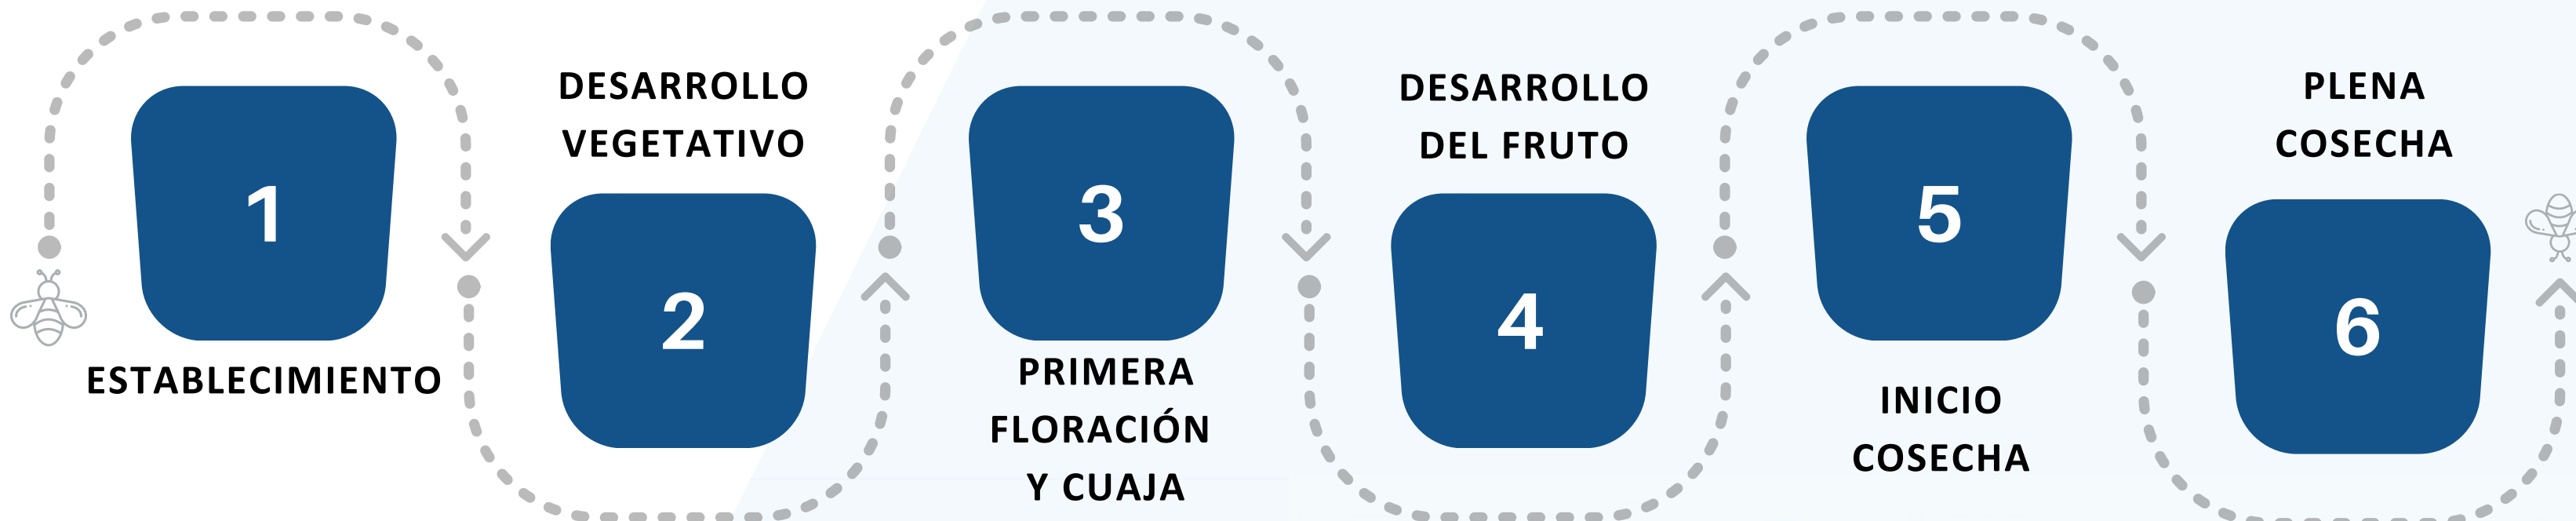 1
ESTABLECIMIENTO
DESARROLLO
VEGETATIVO
2
3
PRIMERA
FLORACIÓN
Y CUAJA
DESARROLLO
DEL FRUTO
4
5
INICIO
COSECHA
PLENA
COSECHA
6